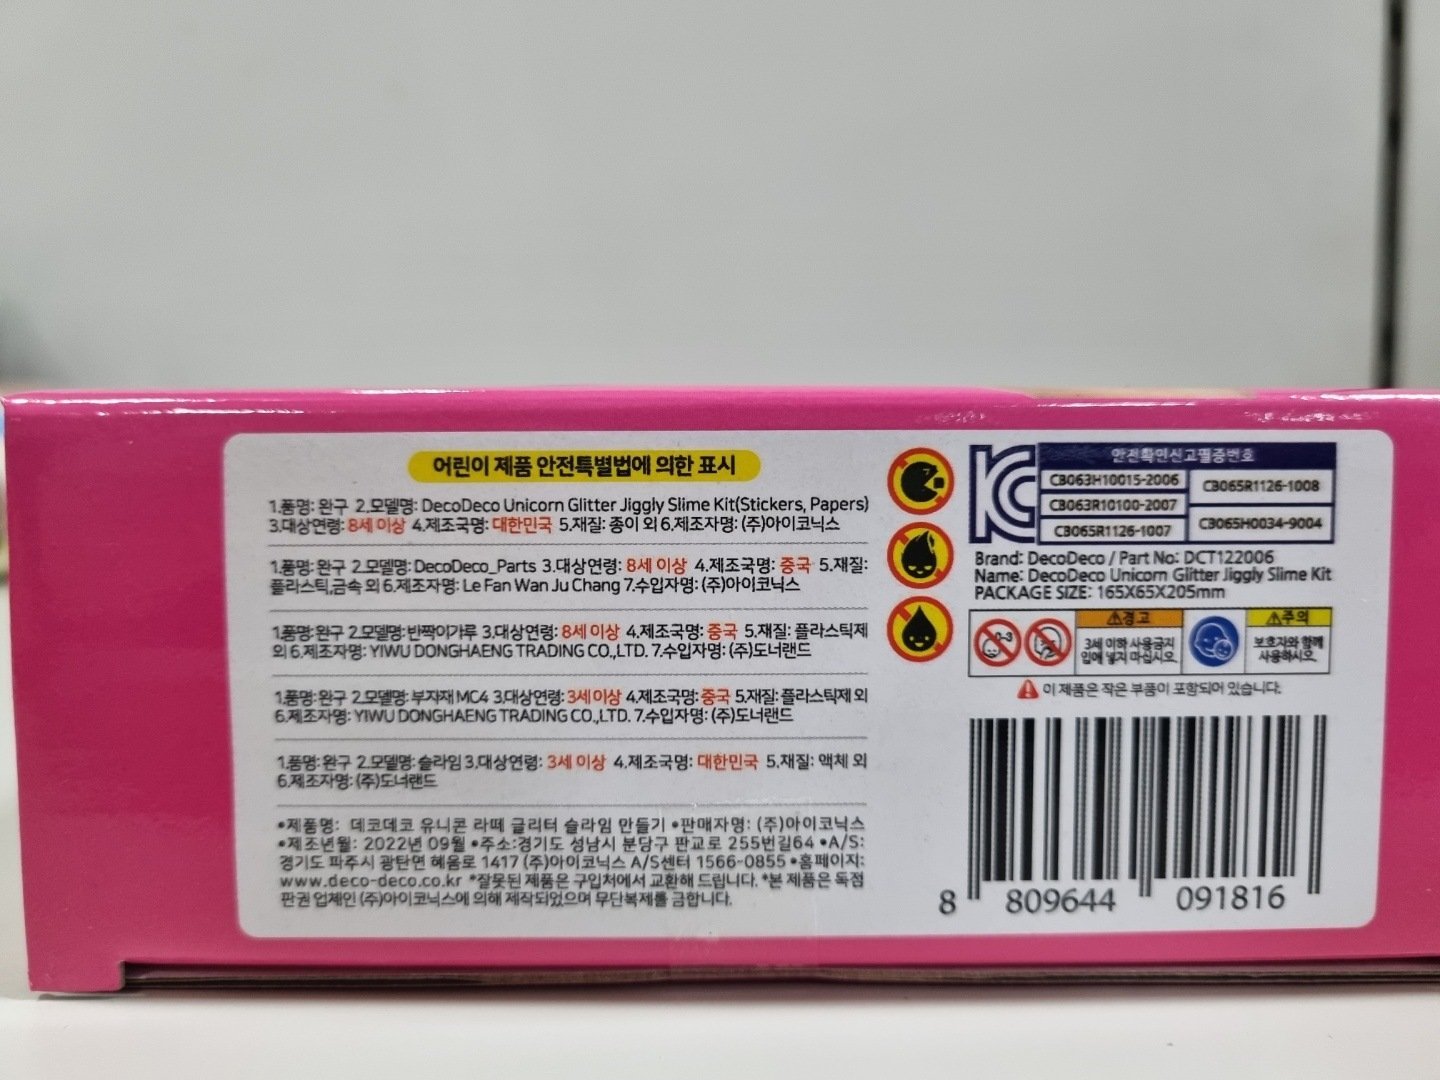 어린이 제품 안전특별법에 의한 표시
1.품명: 완구 2.모델명: DecoDeco Unicorn Glitter Jiggly Slime Kit(Stickers, Papers)
3.대상연령: 8세 이상 4.제조국명: 대한민국 5.재질: 종이 외 6.제조자명: (주)아이코닉스
1.품명: 완구 2.모델명: DecoDeco_Parts 3.대상연령: 8세 이상 4.제조국명: 중국 5.재질:
플라스틱,금속 외 6.제조자명: Le Fan Wan Ju Chang 7.수입자명: (주)아이코닉스
1.품명: 완구 2.모델명: 반짝이가루 3.대상연령: 8세 이상 4.제조국명: 중국 5.재질: 플라스틱제
외 6.제조자명: YIWU DONGHAENG TRADING CO.,LTD. 7.수입자명: (주)도너랜드
1.품명: 완구 2.모델명: 부자재 MC4 3.대상연령: 3세 이상 4.제조국명: 중국 5.재질: 플라스틱제 외
6.제조자명: YIWU DONGHAENG TRADING CO.,LTD. 7.수입자명: (주)도너랜드
1.품명: 완구 2.모델명: 슬라임 3.대상연령: 3세 이상 4.제조국명: 대한민국 5.재질: 액체 외
6.제조자명: (주)도너랜드
•제품명: 데코데코 유니콘 라떼 글리터 슬라임 만들기 •판매자명: (주)아이코닉스
•제조년월: 2022년 09월 •주소:경기도 성남시 분당구 판교로 255번길64 •A/S:
경기도 파주시 광탄면 혜음로 1417 (주)아이코닉스 A/S센터 1566-0855 •홈페이지:
www.deco-deco.co.kr *잘못된 제품은 구입처에서 교환해 드립니다. *본 제품은 독점
판권 업체인 (주)아이코닉스에 의해 제작되었으며 무단복제를 금합니다.
안전확인신고필증번호
CB063H10015-2006
CB063R10100-2007
CB065R1126-1007
CB065R1126-1008
CB065H0034-9004
Brand: DecoDeco / Part No: DCT122006
Name: DecoDeco Unicorn Glitter Jiggly Slime Kit
PACKAGE SIZE: 165X65X205mm
0-3
⚠경고
3세 이하 사용금지
입에 넣지 마십시오.
⚠주의
보호자와 함께
사용하시오.
이 제품은 작은 부품이 포함되어 있습니다.
8 809644 091816